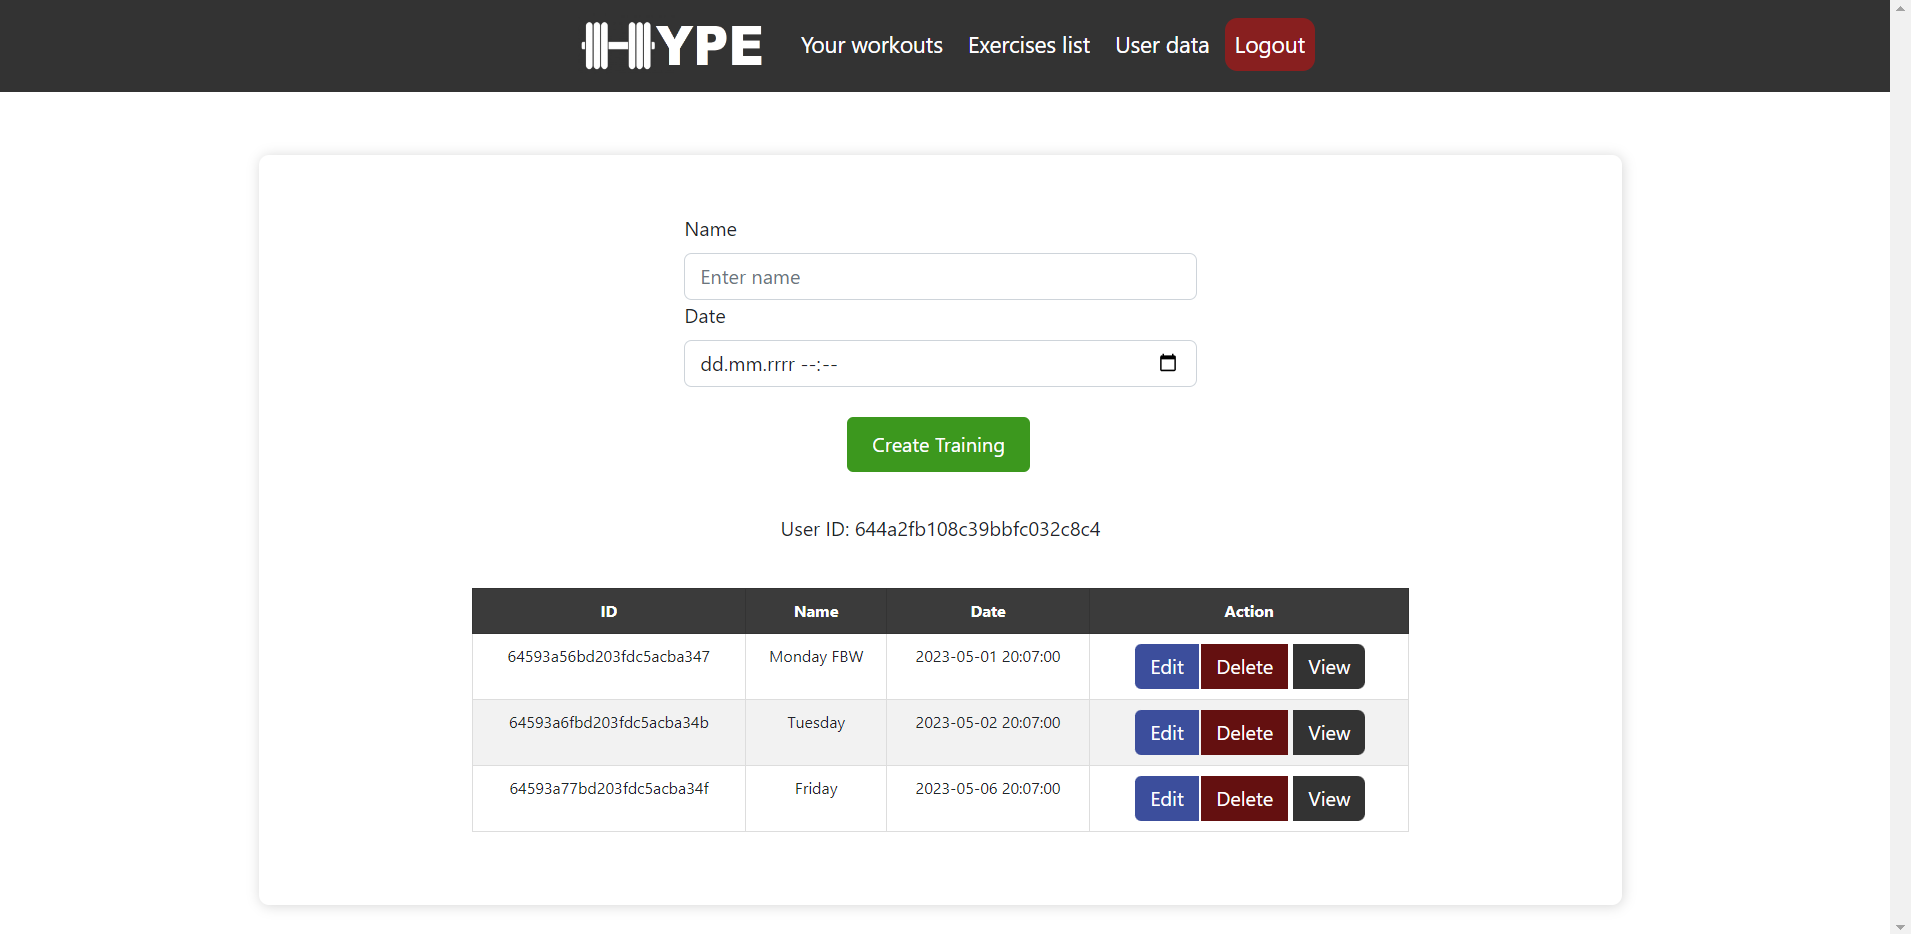 HYPE Your workouts Exercises list User data Logout
Name
Enter name
Date
dd.mm.rrrr --:--
Create Training
User ID: 644a2fb108c39bbfc032c8c4
ID Name Date Action
64593a56bd203fdc5acba347 Monday FBW 2023-05-01 20:07:00 Edit Delete View
64593a6fbd203fdc5acba34b Tuesday 2023-05-02 20:07:00 Edit Delete View
64593a77bd203fdc5acba34f Friday 2023-05-06 20:07:00 Edit Delete View